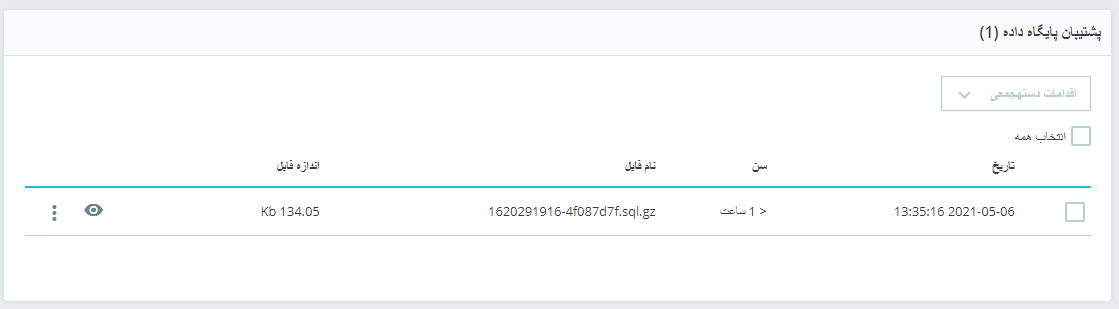 پشتیبان پایگاه داده (1)
اقدامات دستهجمعی
انتخاب همه
تاریخ سن نام فایل اندازه فایل
2021-05-06 13:35:16 < 1 ساعت 1620291916-4f087d7f.sql.gz 134.05 Kb